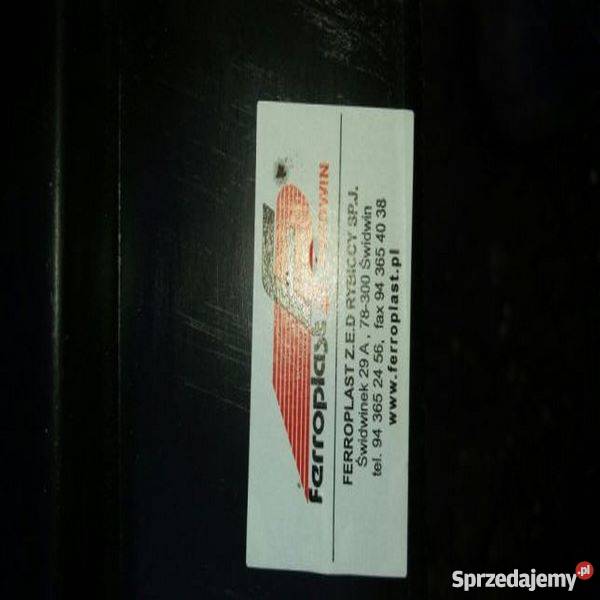 ferroplast
ŚWIDWIN
FERROPLAST Z.E.D RYBICCY SP.J.
Świdwinek 29 A , 78-300 Świdwin
tel. 94 365 24 56, fax 94 365 40 38
www.ferroplast.pl
Sprzedajemy.pl